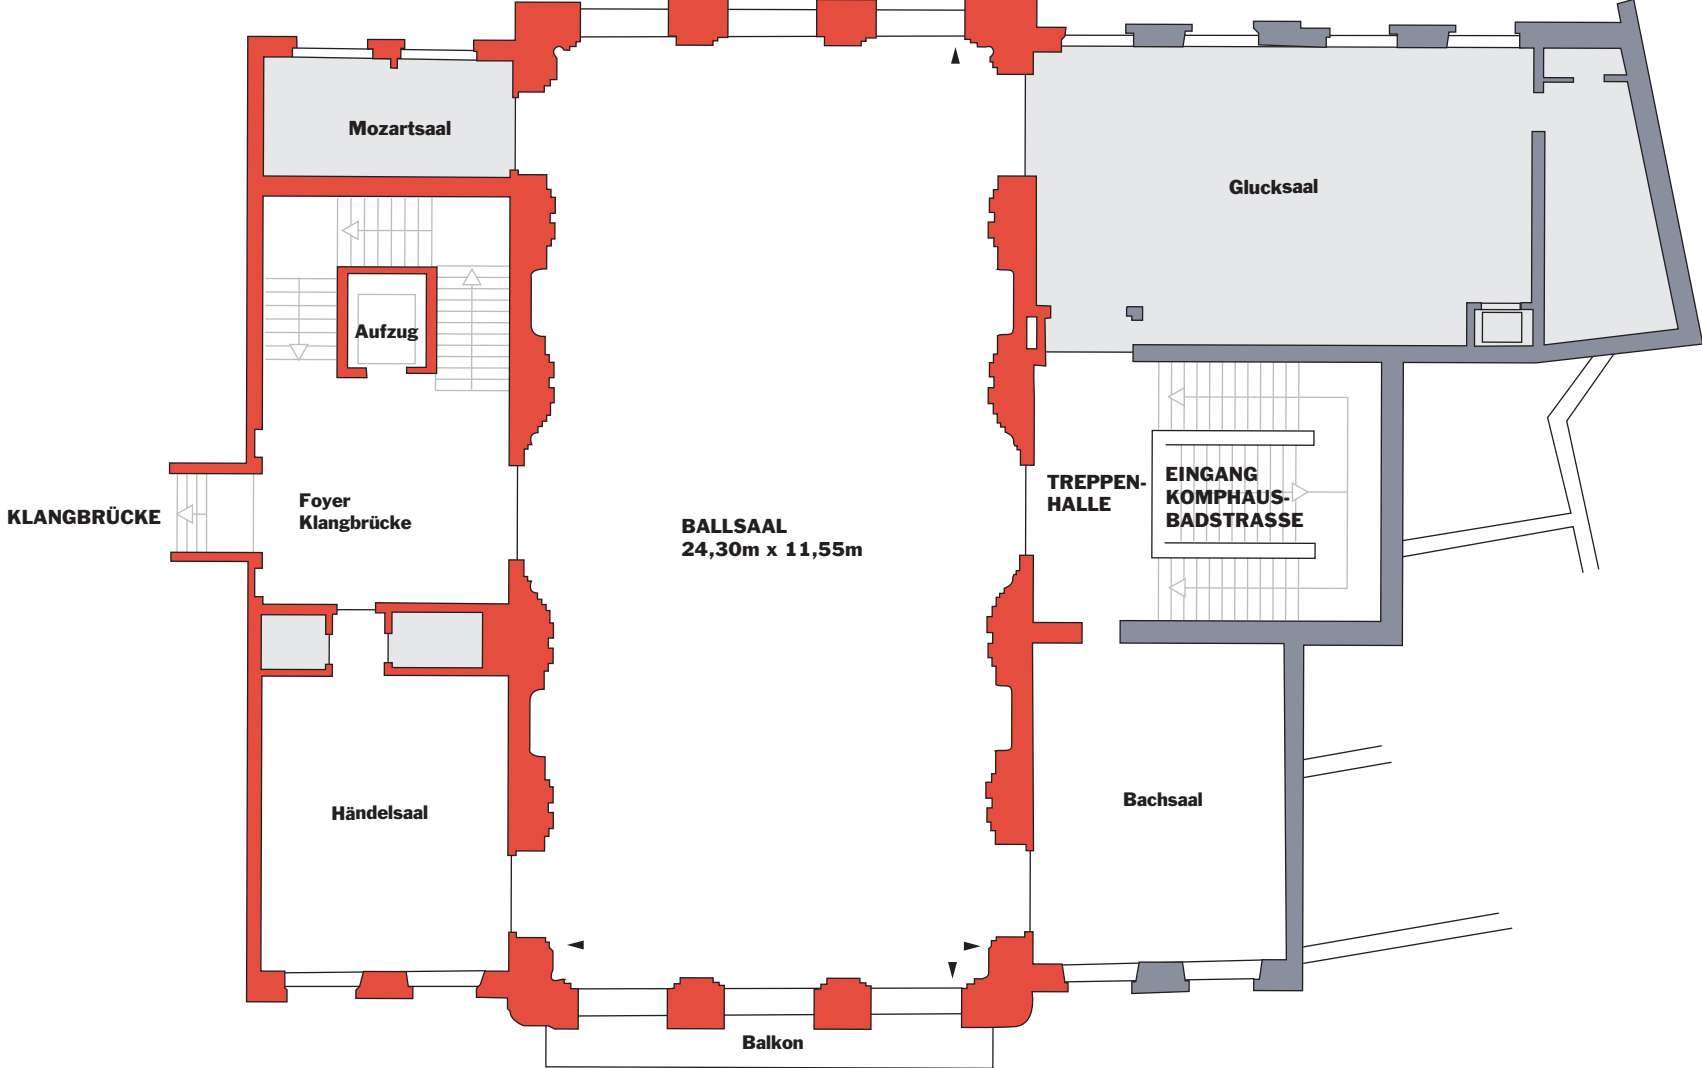 Mozartsaal
Glucksaal
Aufzug
KLANGBRÜCKE
Foyer
Klangbrücke
BALLSAAL
24,30m x 11,55m
TREPPEN-
HALLE
EINGANG
KOMPHAUS-
BADSTRASSE
Händelsaal
Bachsaal
Balkon